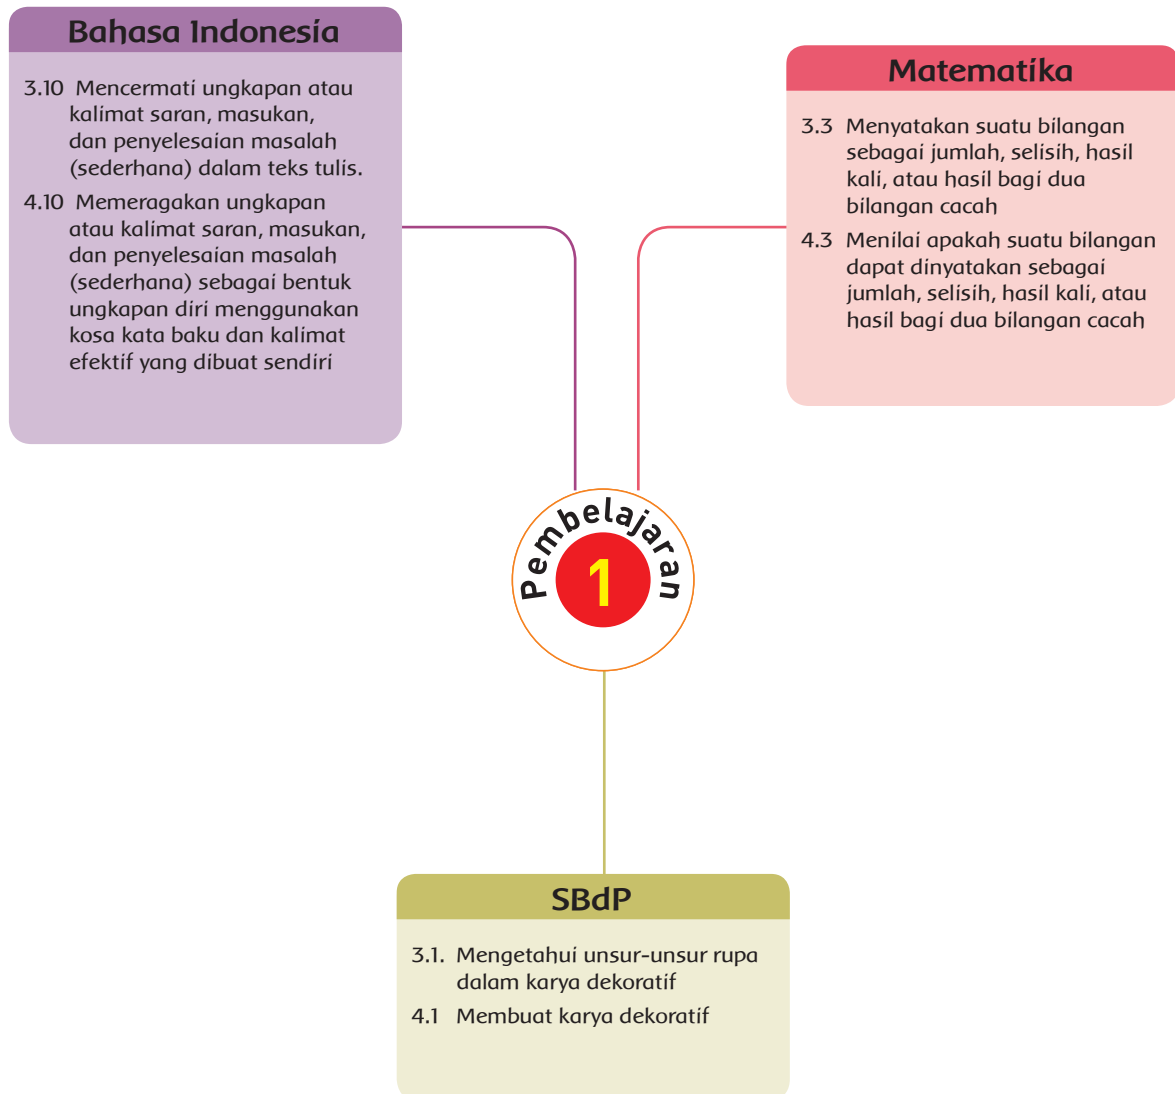 Bahasa Indonesia
3.10 Mencermati ungkapan atau
kalimat saran, masukan,
dan penyelesaian masalah
(sederhana) dalam teks tulis.
4.10 Memeragakan ungkapan
atau kalimat saran, masukan,
dan penyelesaian masalah
(sederhana) sebagai bentuk
ungkapan diri menggunakan
kosa kata baku dan kalimat
efektif yang dibuat sendiri
Matematika
3.3 Menyatakan suatu bilangan
sebagai jumlah, selisih, hasil
kali, atau hasil bagi dua
bilangan cacah
4.3 Menilai apakah suatu bilangan
dapat dinyatakan sebagai
jumlah, selisih, hasil kali, atau
hasil bagi dua bilangan cacah
Pembelajaran
1
SBdP
3.1. Mengetahui unsur-unsur rupa
dalam karya dekoratif
4.1 Membuat karya dekoratif